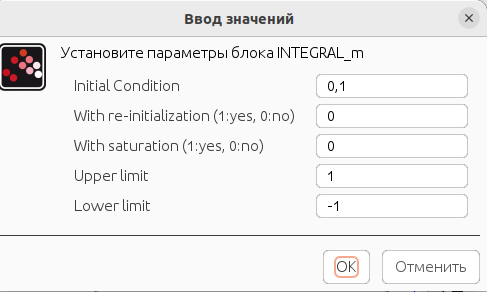 Ввод значений
Установите параметры блока INTEGRAL_m
Initial Condition 0,1
With re-initialization (1:yes, 0:no) 0
With saturation (1:yes, 0:no) 0
Upper limit 1
Lower limit -1
OK Отменить